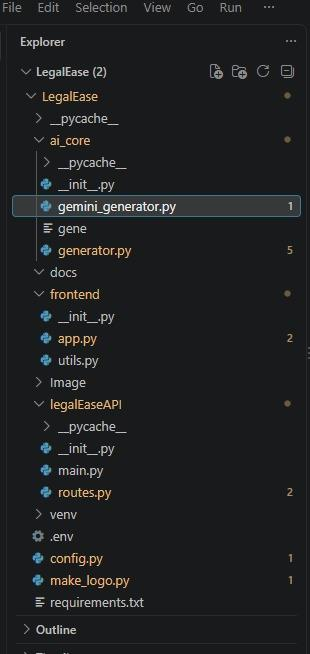 File Edit View Go Run ···
Explorer ···
LegalEase (2)
LegalEase
__pycache__
ai_core
__pycache__
__init__.py
gemini_generator.py 1
gene
generator.py 5
docs
frontend
__init__.py
app.py 2
utils.py
Image
legalEaseAPI
__pycache__
__init__.py
main.py
routes.py 2
venv
.env
config.py 1
make_logo.py 1
requirements.txt
Outline